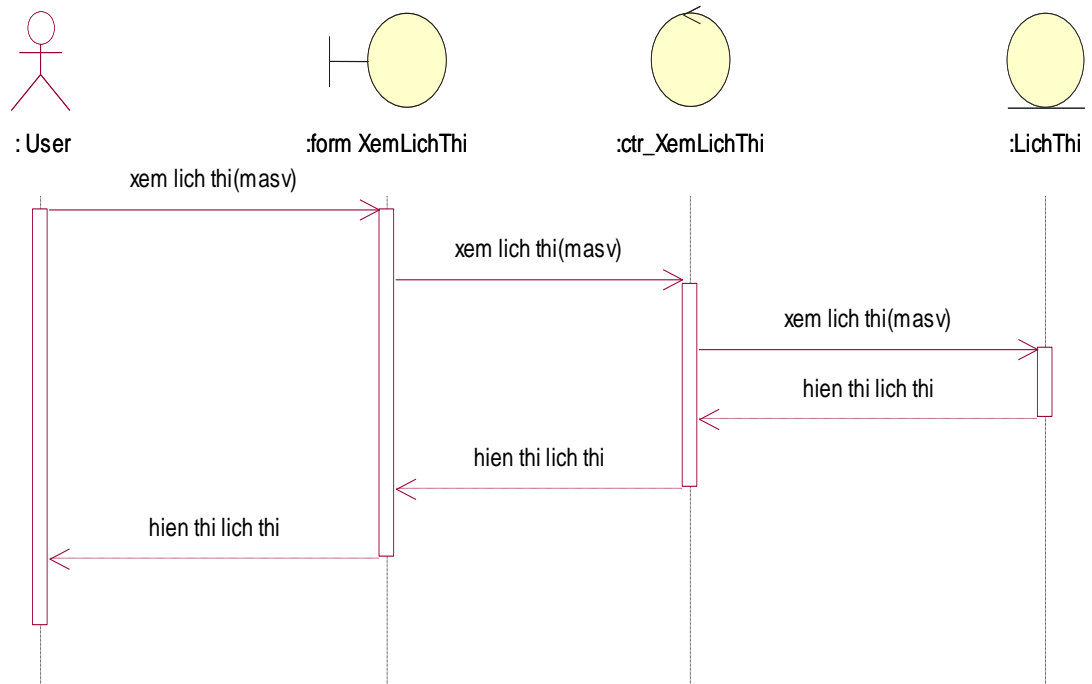 : User
:form XemLichThi
:ctr_XemLichThi
:LichThi
xem lich thi(masv)
xem lich thi(masv)
xem lich thi(masv)
hien thi lich thi
hien thi lich thi
hien thi lich thi